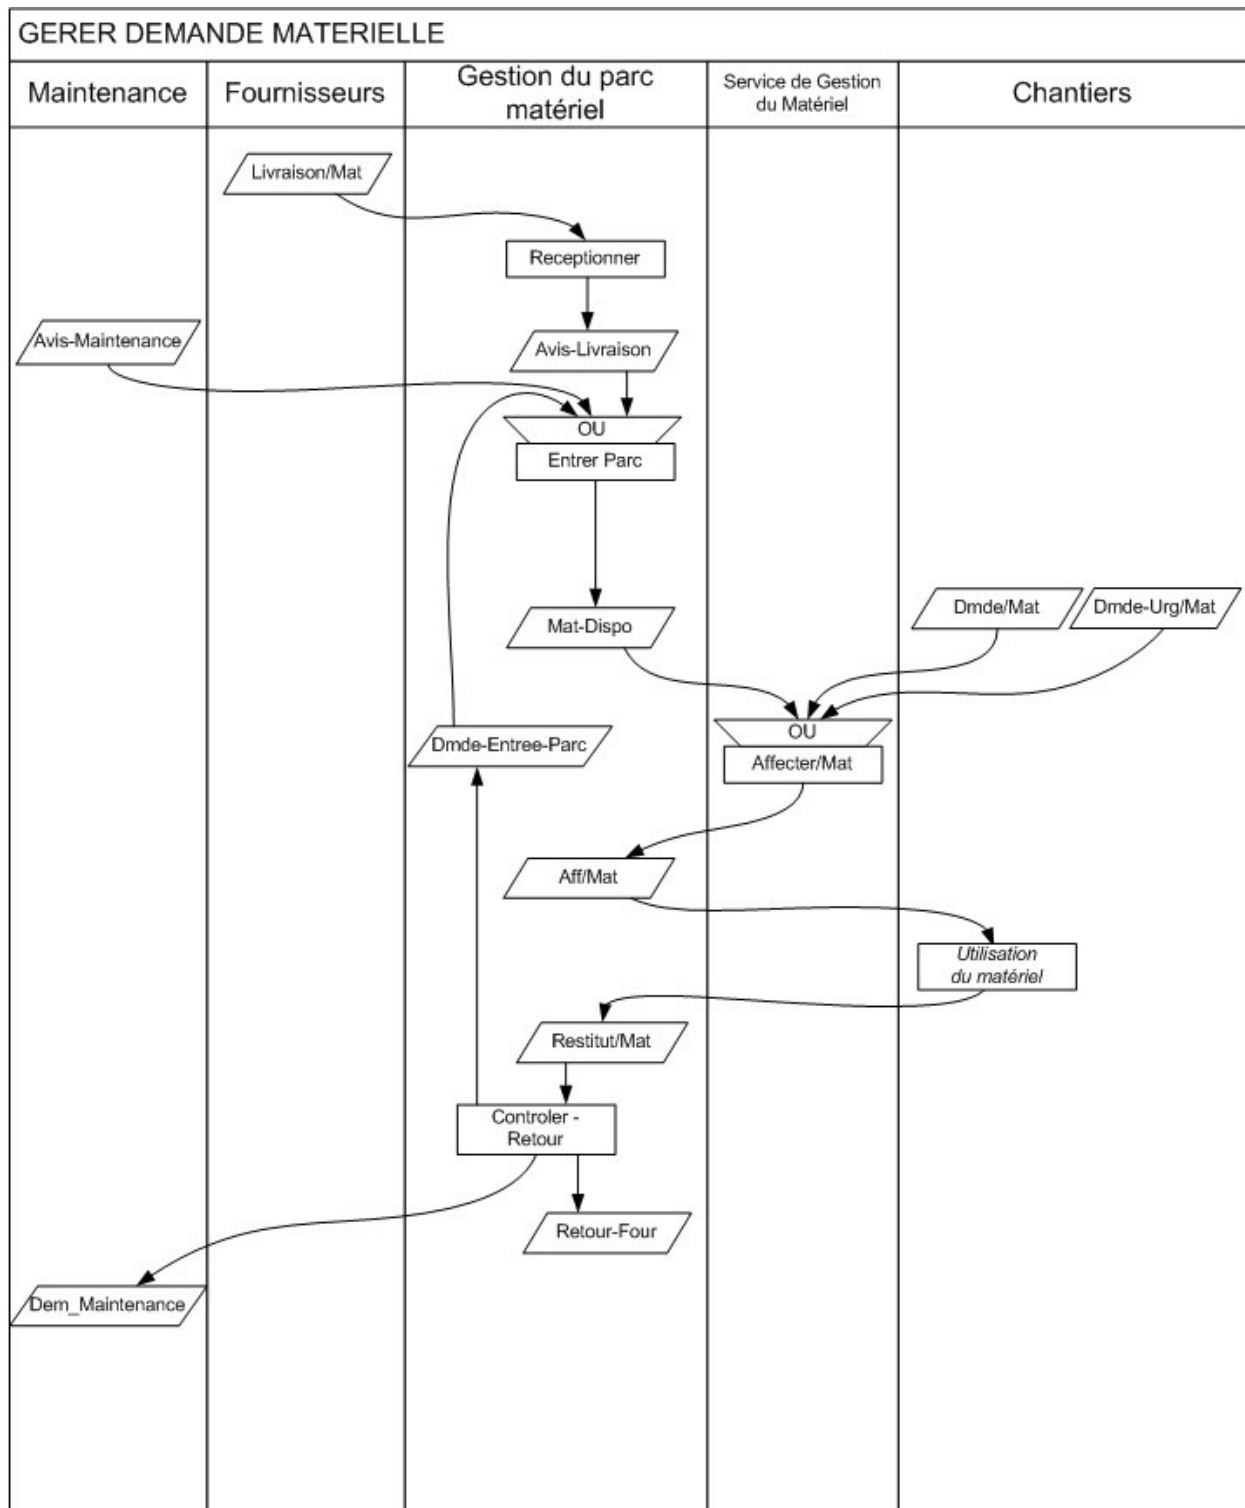 GERER DEMANDE MATERIELLE
Maintenance
Fournisseurs
Gestion du parc
matériel
Service de Gestion
du Matériel
Chantiers
Livraison/Mat
Receptionner
Avis-Maintenance
Avis-Livraison
OU
Entrer Parc
Mat-Dispo
Dmde/Mat
Dmde-Urg/Mat
Dmde-Entree-Parc
OU
Affecter/Mat
Aff/Mat
Utilisation
du matériel
Restitut/Mat
Controler -
Retour
Retour-Four
Dem_Maintenance